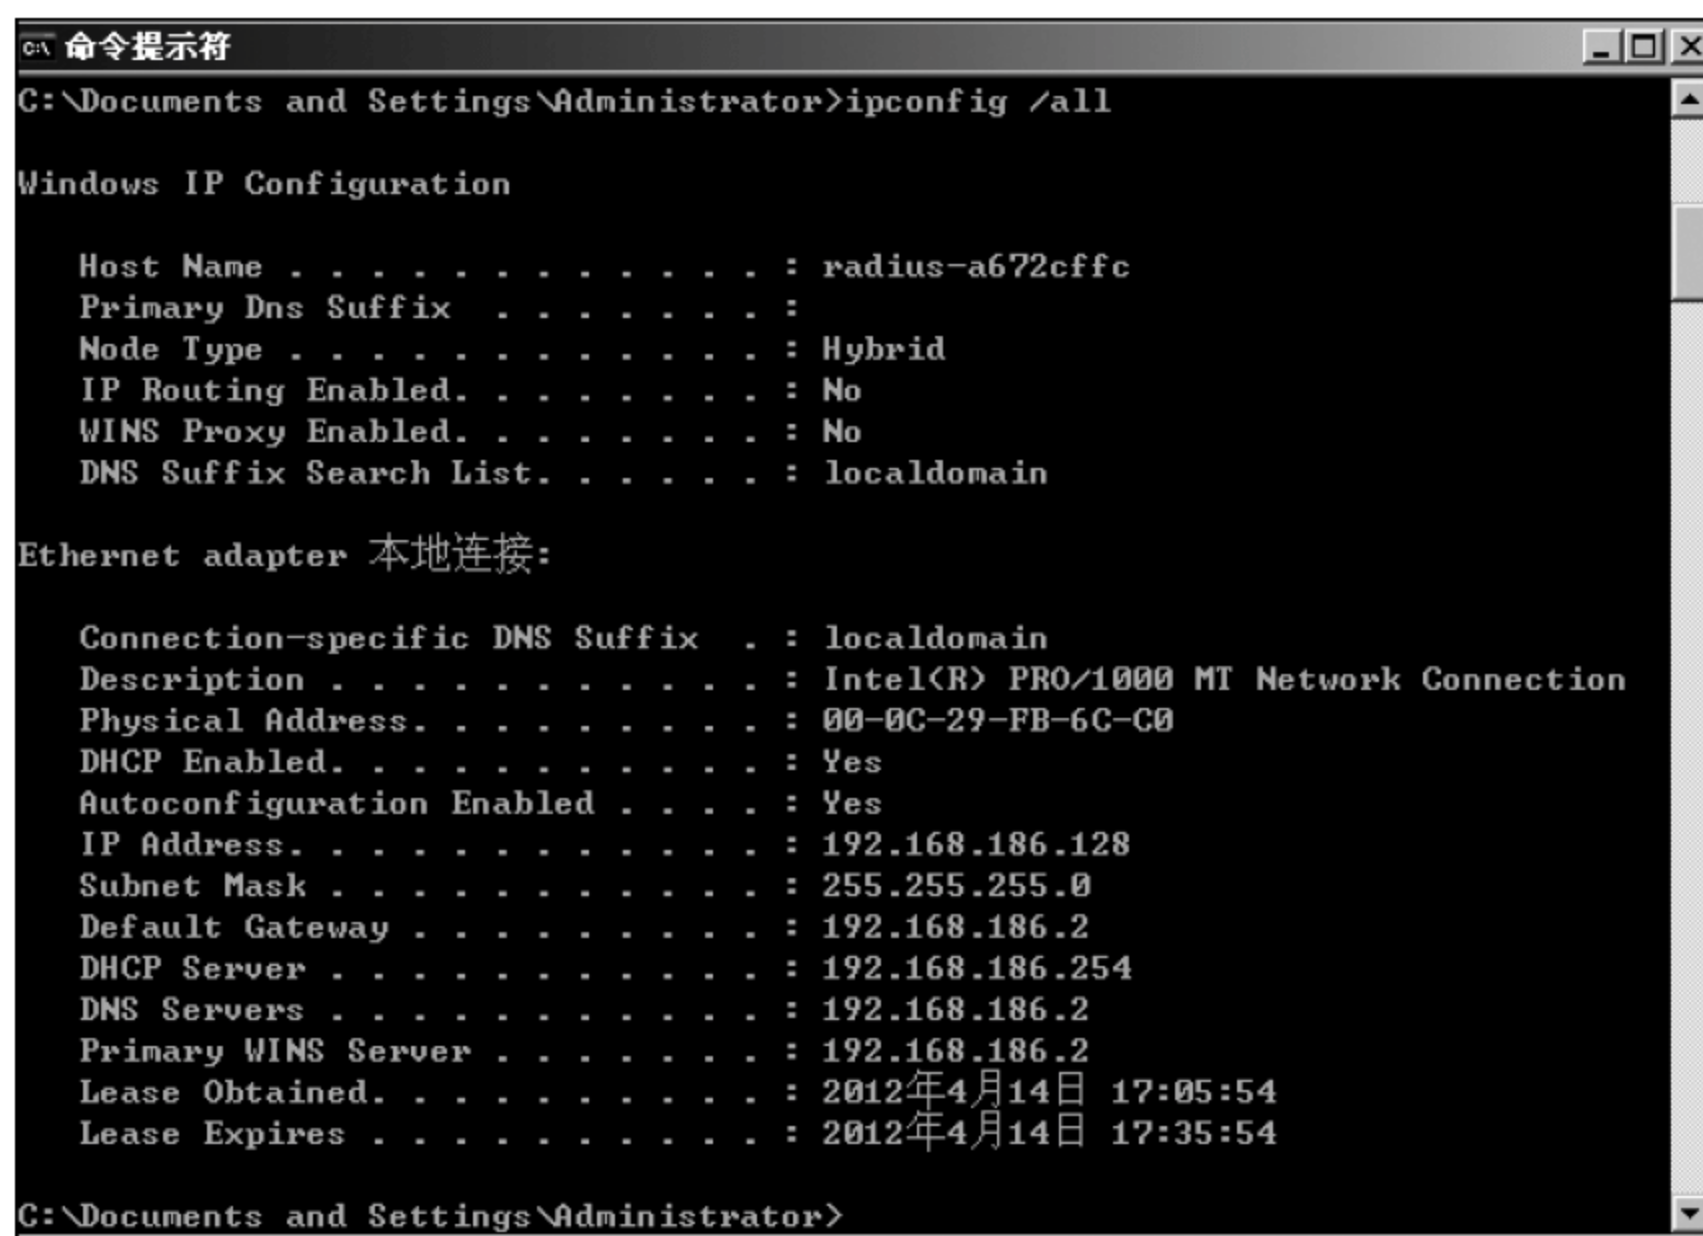 命令提示符
C:\Documents and Settings\Administrator>ipconfig /all
Windows IP Configuration
Host Name . . . . . . . . . . . . : radius-a672cffc
Primary Dns Suffix  . . . . . . . :
Node Type . . . . . . . . . . . . : Hybrid
IP Routing Enabled. . . . . . . . : No
WINS Proxy Enabled. . . . . . . . : No
DNS Suffix Search List. . . . . . : localdomain
Ethernet adapter 本地连接:
Connection-specific DNS Suffix  . : localdomain
Description . . . . . . . . . . . : Intel(R) PRO/1000 MT Network Connection
Physical Address. . . . . . . . . : 00-0C-29-FB-6C-C0
DHCP Enabled. . . . . . . . . . . : Yes
Autoconfiguration Enabled . . . . : Yes
IP Address. . . . . . . . . . . . : 192.168.186.128
Subnet Mask . . . . . . . . . . . : 255.255.255.0
Default Gateway . . . . . . . . . : 192.168.186.2
DHCP Server . . . . . . . . . . . : 192.168.186.254
DNS Servers . . . . . . . . . . . : 192.168.186.2
Primary WINS Server . . . . . . . : 192.168.186.2
Lease Obtained. . . . . . . . . . : 2012年4月14日 17:05:54
Lease Expires . . . . . . . . . . : 2012年4月14日 17:35:54
C:\Documents and Settings\Administrator>